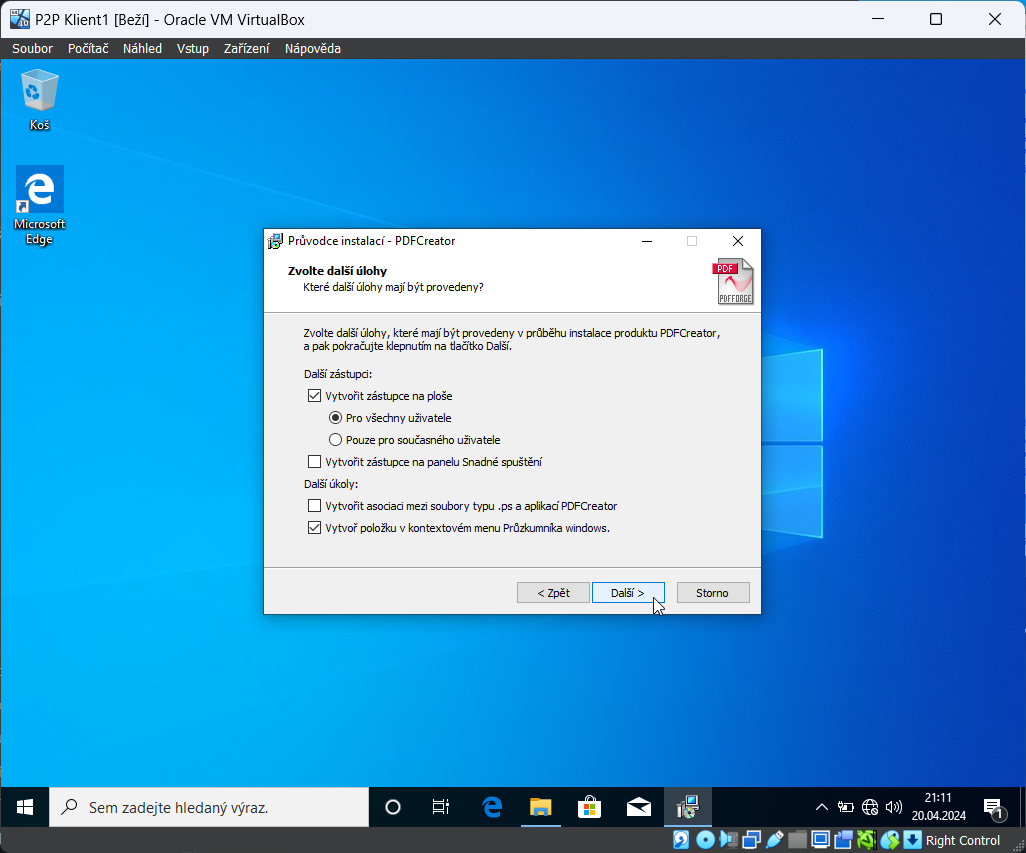 P2P Klient1 [Beží] - Oracle VM VirtualBox
Soubor Počítač Náhled Vstup Zařízení Nápověda
Koš
Microsoft
Edge
Průvodce instalací - PDFCreator
Zvolte další úlohy
Které další úlohy mají být provedeny?
PDF
PDFFORGE
Zvolte další úlohy, které mají být provedeny v průběhu instalace produktu PDFCreator,
a pak pokračujte klepnutím na tlačítko Další.
Další zástupci:
Vytvořit zástupce na ploše
Pro všechny uživatele
Pouze pro současného uživatele
Vytvořit zástupce na panelu Snadné spuštění
Další úkoly:
Vytvořit asociaci mezi soubory typu .ps a aplikací PDFCreator
Vytvoř položku v kontextovém menu Průzkumníka windows.
< Zpět Další > Storno
Sem zadejte hledaný výraz.
21:11
20.04.2024
1
Right Control